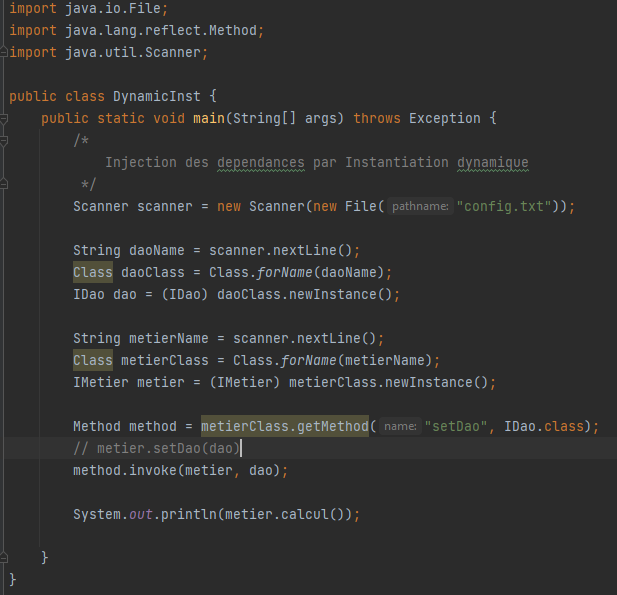 import java.io.File;
import java.lang.reflect.Method;
import java.util.Scanner;
public class DynamicInst {
public static void main(String[] args) throws Exception {
/*
Injection des dependances par Instantiation dynamique
*/
Scanner scanner = new Scanner(new File( pathname: "config.txt"));
String daoName = scanner.nextLine();
Class daoClass = Class.forName(daoName);
IDao dao = (IDao) daoClass.newInstance();
String metierName = scanner.nextLine();
Class metierClass = Class.forName(metierName);
IMetier metier = (IMetier) metierClass.newInstance();
Method method = metierClass.getMethod( name: "setDao", IDao.class);
// metier.setDao(dao)
method.invoke(metier, dao);
System.out.println(metier.calcul());
}
}